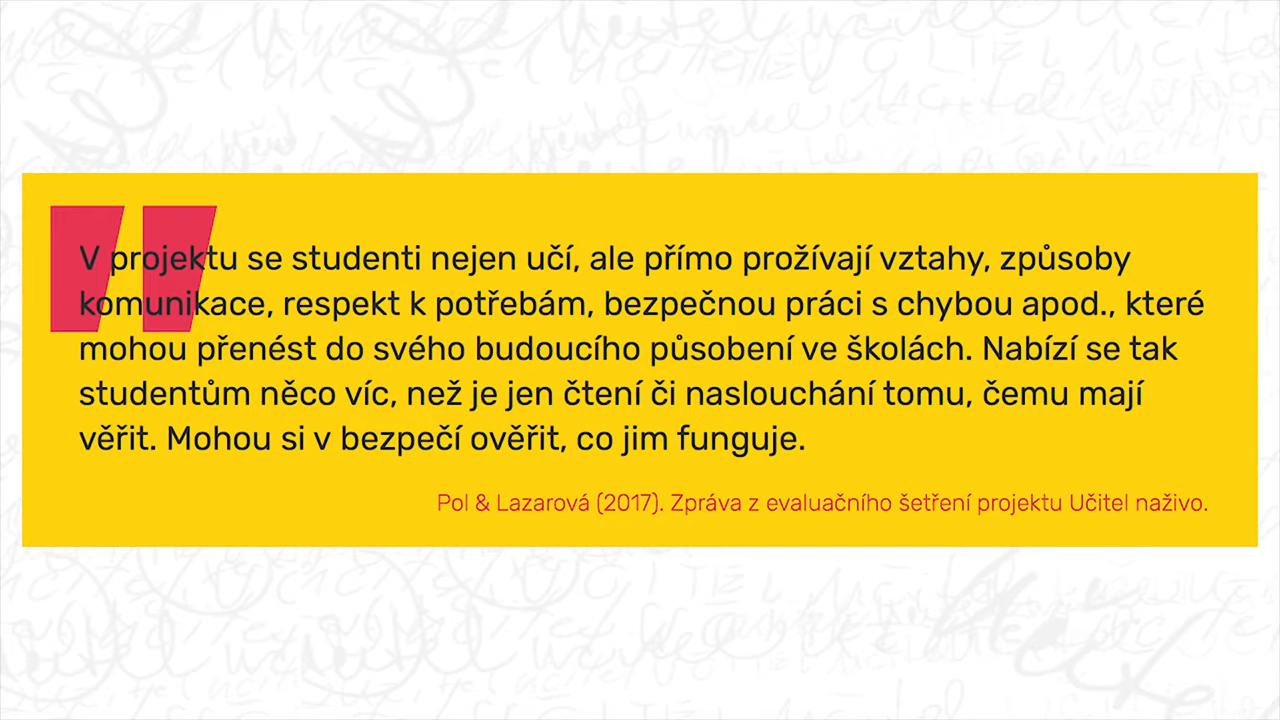 V projektu se studenti nejen učí, ale přímo prožívají vztahy, způsoby
komunikace, respekt k potřebám, bezpečnou práci s chybou apod., které
mohou přenést do svého budoucího působení ve školách. Nabízí se tak
studentům něco víc, než je jen čtení či naslouchání tomu, čemu mají
věřit. Mohou si v bezpečí ověřit, co jim funguje.
Pol & Lazarová (2017). Zpráva z evaluačního šetření projektu Učitel naživo.